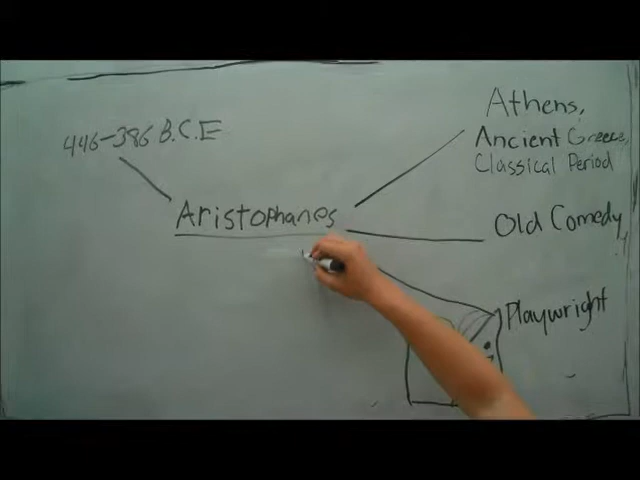 Athens,
Ancient Greece,
Classical Period
446-386 B.C.E
Aristophanes
Old Comedy,
Playwright